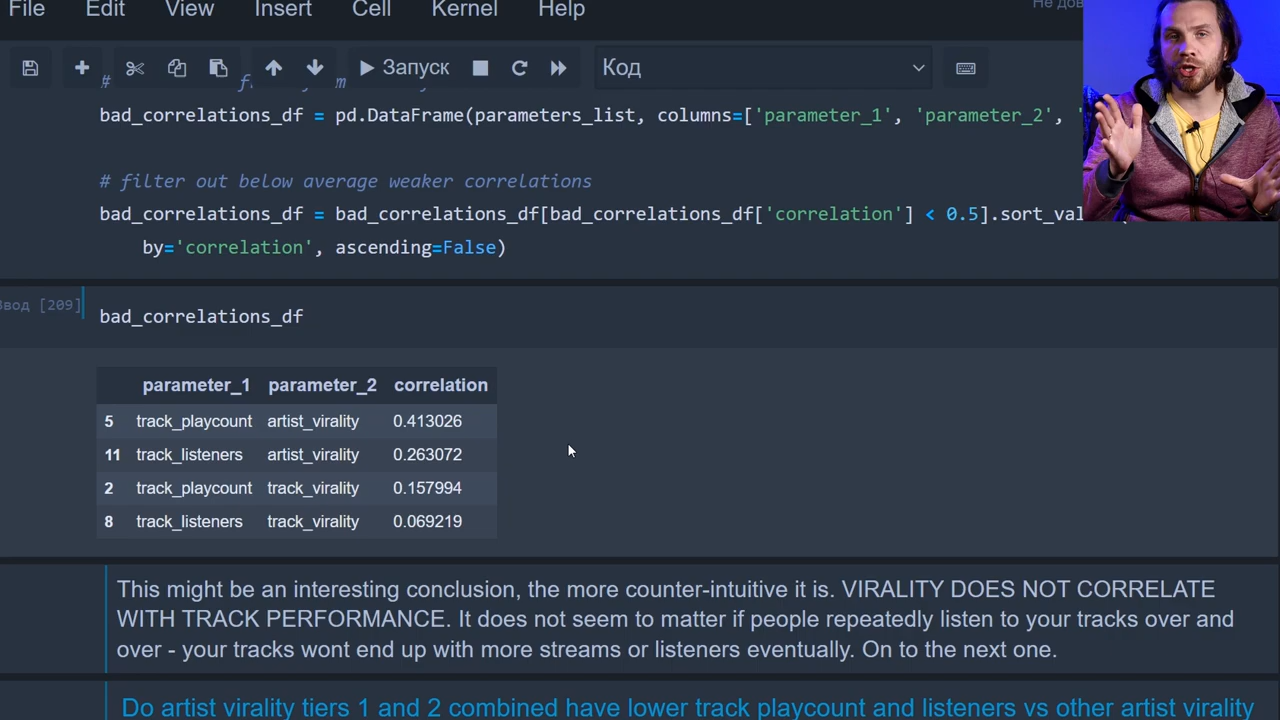 File Edit View Insert Cell Kernel Help
Запуск Код
#
bad_correlations_df = pd.DataFrame(parameters_list, columns=['parameter_1', 'parameter_2',
# filter out below average weaker correlations
bad_correlations_df = bad_correlations_df[bad_correlations_df['correlation'] < 0.5].sort_val
by='correlation', ascending=False)
Ввод [209] bad_correlations_df
parameter_1 parameter_2 correlation
5 track_playcount artist_virality 0.413026
11 track_listeners artist_virality 0.263072
2 track_playcount track_virality 0.157994
8 track_listeners track_virality 0.069219
This might be an interesting conclusion, the more counter-intuitive it is. VIRALITY DOES NOT CORRELATE
WITH TRACK PERFORMANCE. It does not seem to matter if people repeatedly listen to your tracks over and
over - your tracks wont end up with more streams or listeners eventually. On to the next one.
Do artist virality tiers 1 and 2 combined have lower track playcount and listeners vs other artist virality